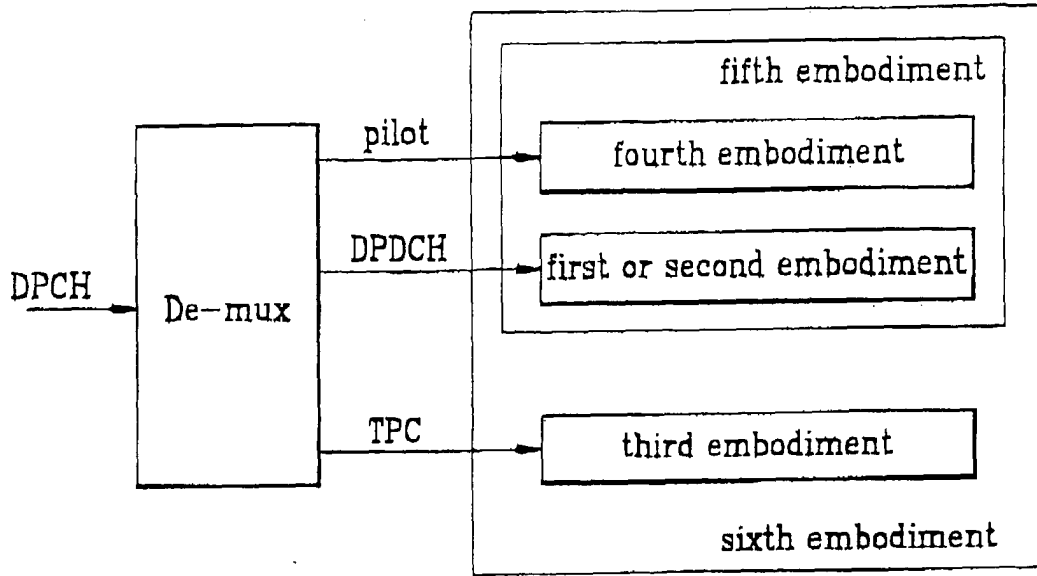 fifth embodiment
pilot
fourth embodiment
DPDCH
first or second embodiment
DPCH
De-mux
TPC
third embodiment
sixth embodiment